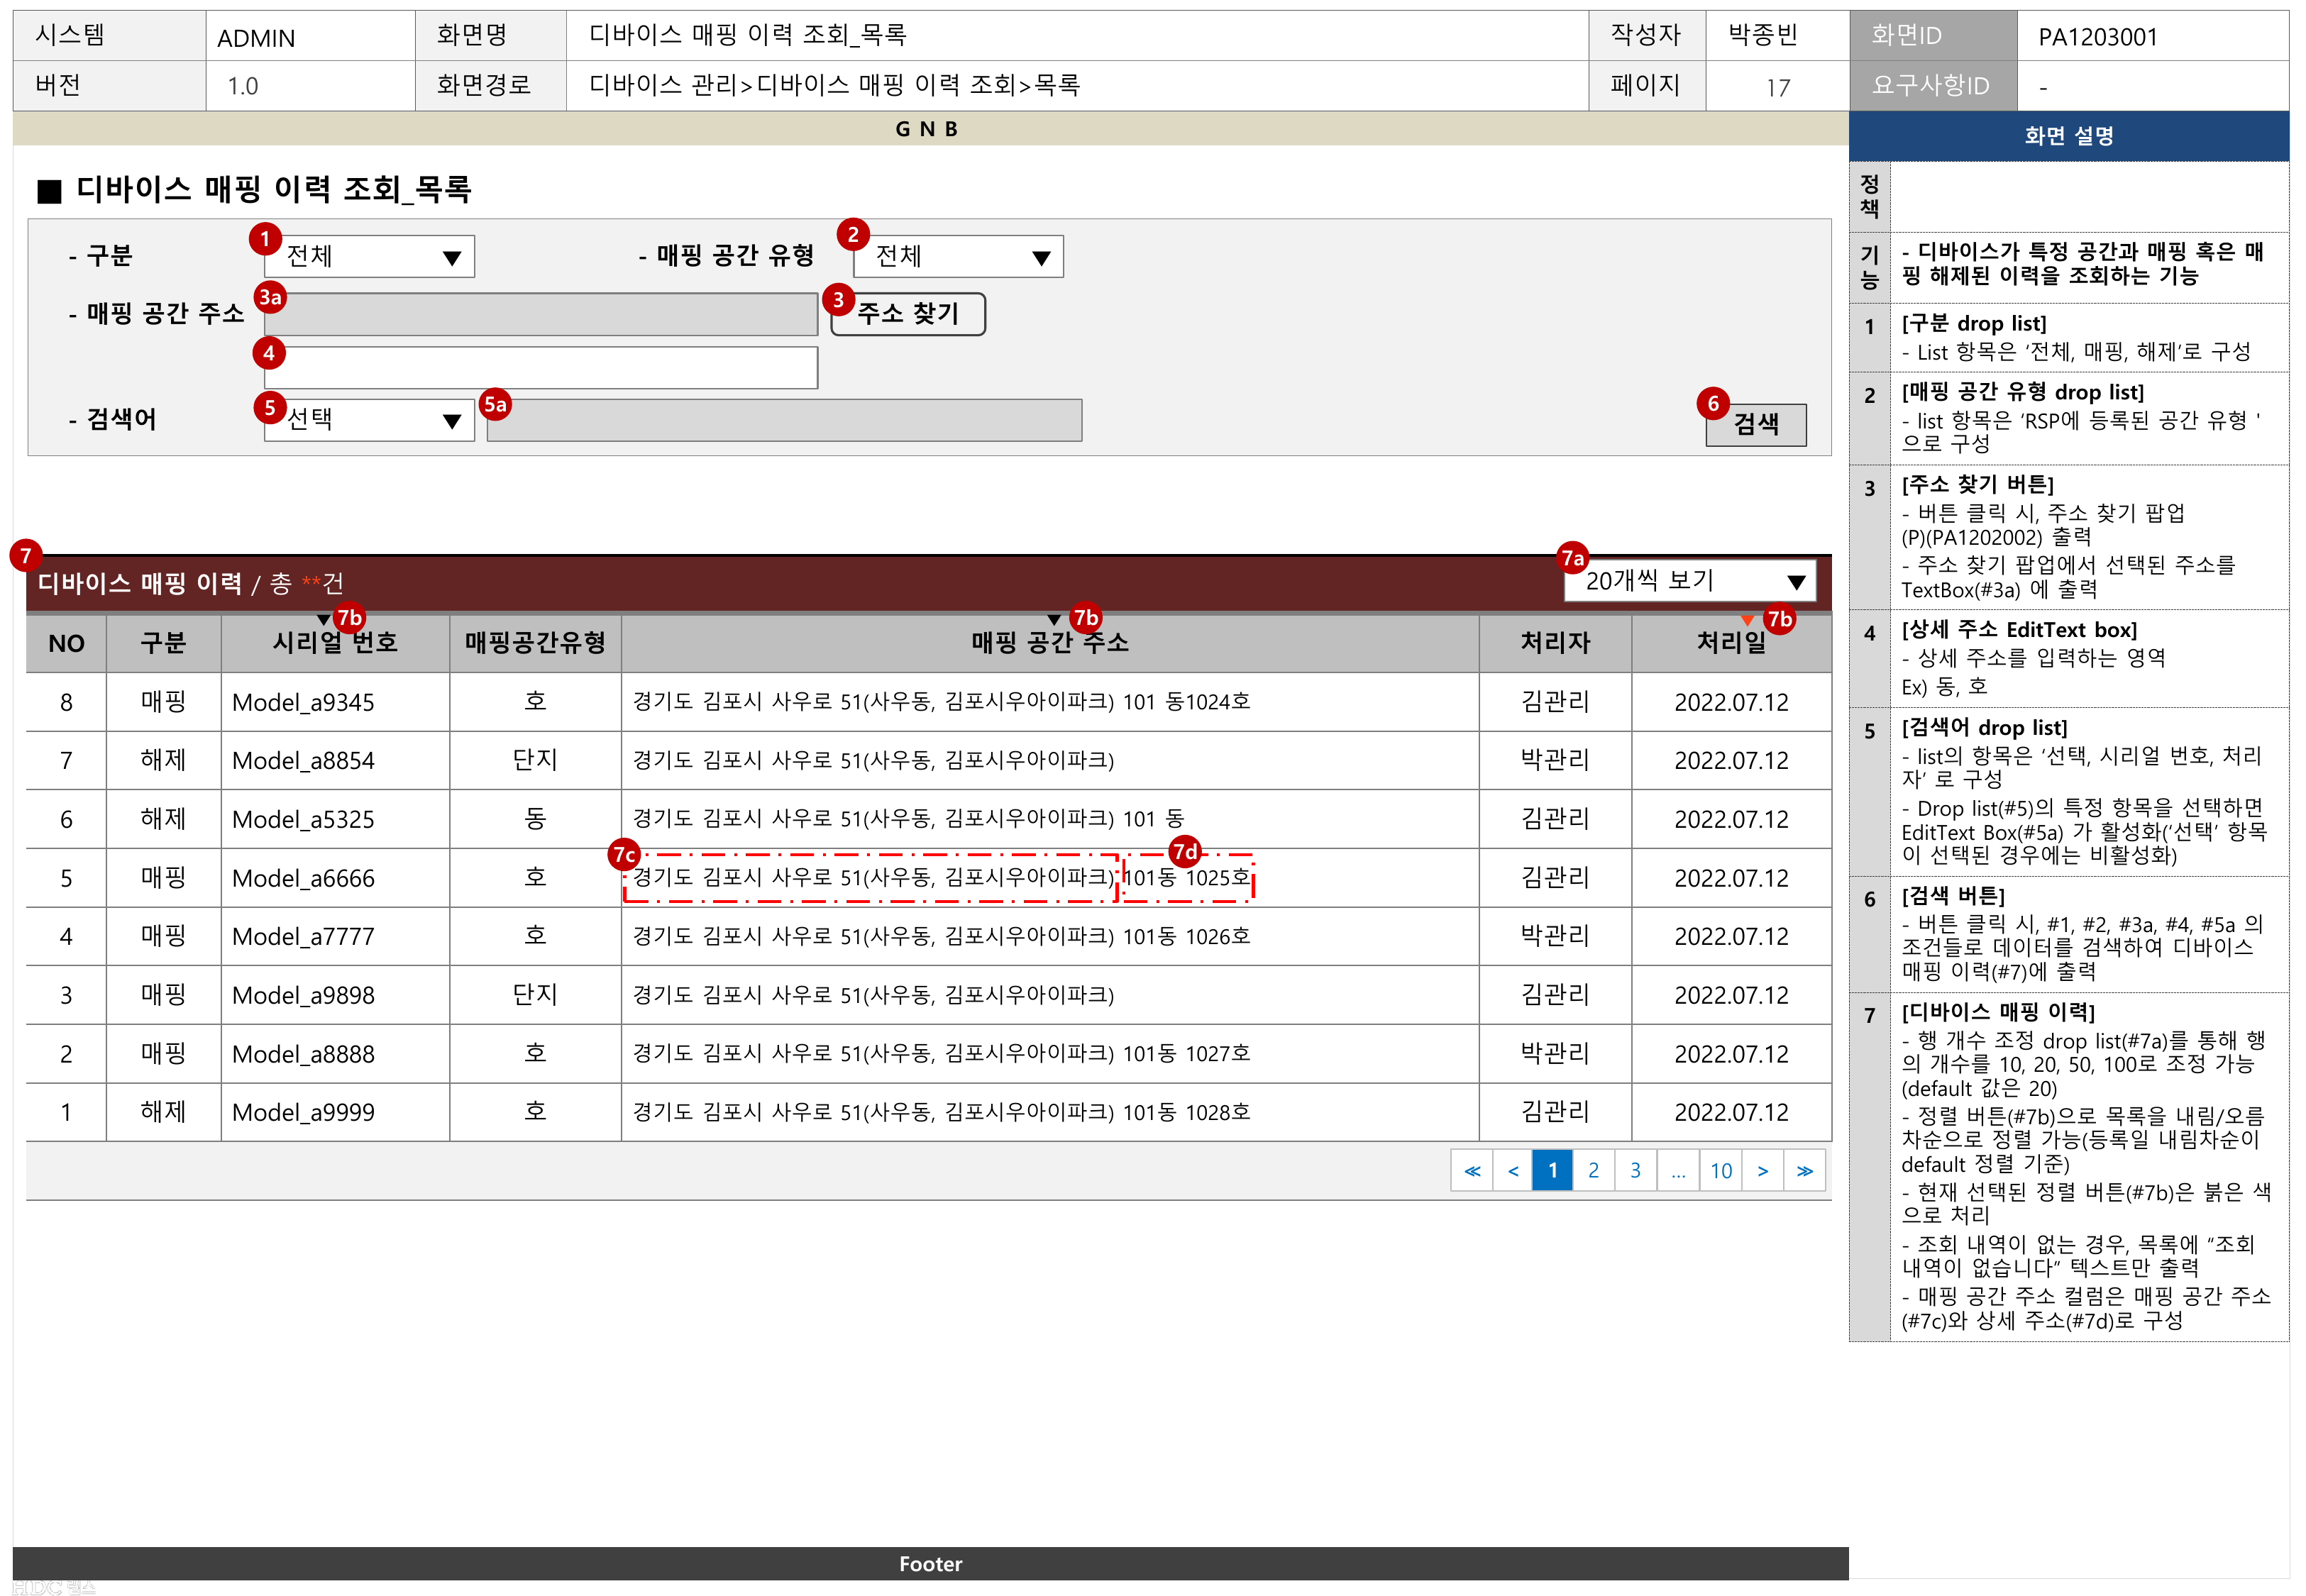 시스템 ADMIN 화면명 디바이스 매핑 이력 조회_목록 작성자 박종빈 화면ID PA1203001
버전 1.0 화면경로 디바이스 관리>디바이스 매핑 이력 조회>목록 페이지 17 요구사항ID -
G N B
■ 디바이스 매핑 이력 조회_목록
- 구분 1 전체 ▼ - 매핑 공간 유형 2 전체 ▼
- 매핑 공간 주소 3a 3 주소 찾기
4
- 검색어 5 선택 ▼ 5a 6 검색
7 디바이스 매핑 이력 / 총 **건 7a 20개씩 보기 ▼
▼ 7b ▼ 7b ▼ 7b
NO 구분 시리얼 번호 매핑공간유형 매핑 공간 주소 처리자 처리일
8 매핑 Model_a9345 호 경기도 김포시 사우로 51(사우동, 김포시우아이파크) 101 동1024호 김관리 2022.07.12
7 해제 Model_a8854 단지 경기도 김포시 사우로 51(사우동, 김포시우아이파크) 박관리 2022.07.12
6 해제 Model_a5325 동 경기도 김포시 사우로 51(사우동, 김포시우아이파크) 101 동 김관리 2022.07.12
7c 7d
5 매핑 Model_a6666 호 경기도 김포시 사우로 51(사우동, 김포시우아이파크) 101동 1025호 김관리 2022.07.12
4 매핑 Model_a7777 호 경기도 김포시 사우로 51(사우동, 김포시우아이파크) 101동 1026호 박관리 2022.07.12
3 매핑 Model_a9898 단지 경기도 김포시 사우로 51(사우동, 김포시우아이파크) 김관리 2022.07.12
2 매핑 Model_a8888 호 경기도 김포시 사우로 51(사우동, 김포시우아이파크) 101동 1027호 박관리 2022.07.12
1 해제 Model_a9999 호 경기도 김포시 사우로 51(사우동, 김포시우아이파크) 101동 1028호 김관리 2022.07.12
≪ < 1 2 3 ... 10 > ≫
Footer
HDC 랩스
화면 설명
정책
기능 - 디바이스가 특정 공간과 매핑 혹은 매
핑 해제된 이력을 조회하는 기능
1 [구분 drop list]
- List 항목은 ‘전체, 매핑, 해제’로 구성
2 [매핑 공간 유형 drop list]
- list 항목은 ‘RSP에 등록된 공간 유형 '
으로 구성
3 [주소 찾기 버튼]
- 버튼 클릭 시, 주소 찾기 팝업
(P)(PA1202002) 출력
- 주소 찾기 팝업에서 선택된 주소를
TextBox(#3a) 에 출력
4 [상세 주소 EditText box]
- 상세 주소를 입력하는 영역
Ex) 동, 호
5 [검색어 drop list]
- list의 항목은 ‘선택, 시리얼 번호, 처리
자’ 로 구성
- Drop list(#5)의 특정 항목을 선택하면
EditText Box(#5a) 가 활성화(‘선택’ 항목
이 선택된 경우에는 비활성화)
6 [검색 버튼]
- 버튼 클릭 시, #1, #2, #3a, #4, #5a 의
조건들로 데이터를 검색하여 디바이스
매핑 이력(#7)에 출력
7 [디바이스 매핑 이력]
- 행 개수 조정 drop list(#7a)를 통해 행
의 개수를 10, 20, 50, 100로 조정 가능
(default 값은 20)
- 정렬 버튼(#7b)으로 목록을 내림/오름
차순으로 정렬 가능(등록일 내림차순이
default 정렬 기준)
- 현재 선택된 정렬 버튼(#7b)은 붉은 색
으로 처리
- 조회 내역이 없는 경우, 목록에 “조회
내역이 없습니다” 텍스트만 출력
- 매핑 공간 주소 컬럼은 매핑 공간 주소
(#7c)와 상세 주소(#7d)로 구성